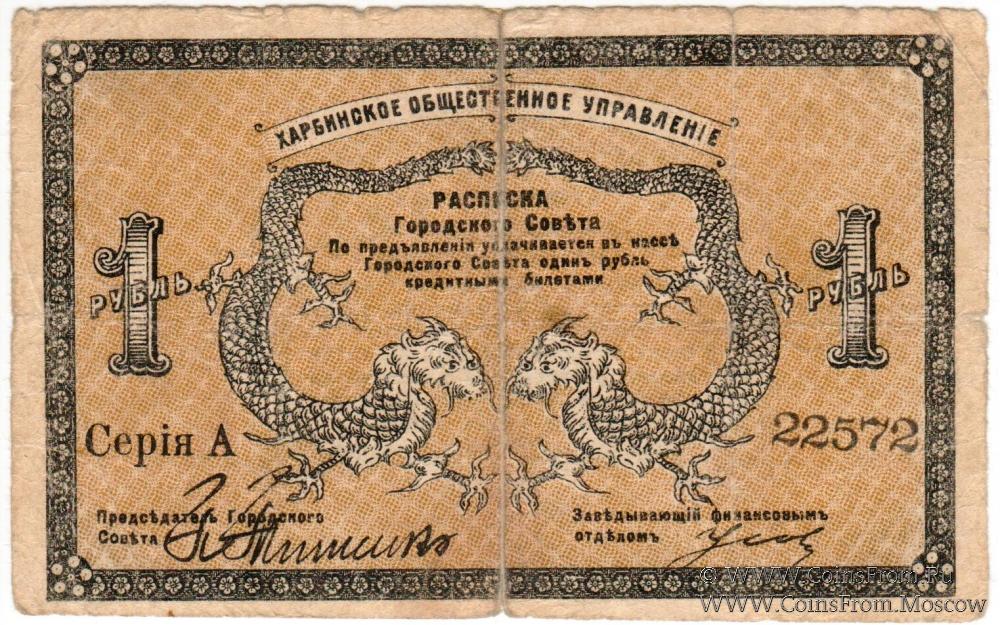 ХАРБИНСКОЕ ОБЩЕСТВЕННОЕ УПРАВЛЕНІЕ
РАСПИСКА
Городского Совѣта
По предъявленіи уплачивается въ кассѣ
Городского Совѣта одинъ рубль
кредитными билетами
1 РУБЛЬ
1 РУБЛЬ
Серія А
22572
Предсѣдатель Городского
Совѣта
Завѣдывающій финансовымъ
отдѣломъ
© WWW.CoinsFrom.Ru
WWW.CoinsFrom.Moscow